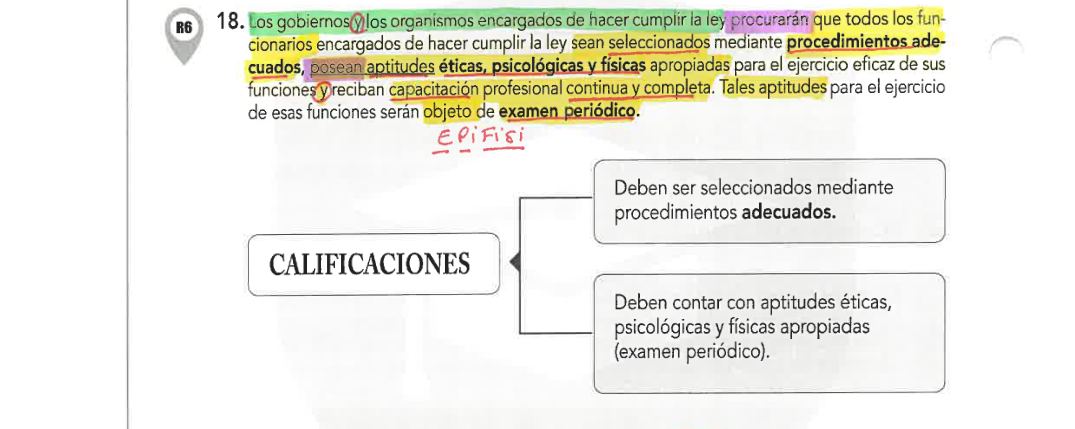 R6
18. Los gobiernos y los organismos encargados de hacer cumplir la ley procurarán que todos los fun-
cionarios encargados de hacer cumplir la ley sean seleccionados mediante procedimientos ade-
cuados, posean aptitudes éticas, psicológicas y físicas apropiadas para el ejercicio eficaz de sus
funciones y reciban capacitación profesional continua y completa. Tales aptitudes para el ejercicio
de esas funciones serán objeto de examen periódico.
EPiFisi
Deben ser seleccionados mediante
procedimientos adecuados.
CALIFICACIONES
Deben contar con aptitudes éticas,
psicológicas y físicas apropiadas
(examen periódico).